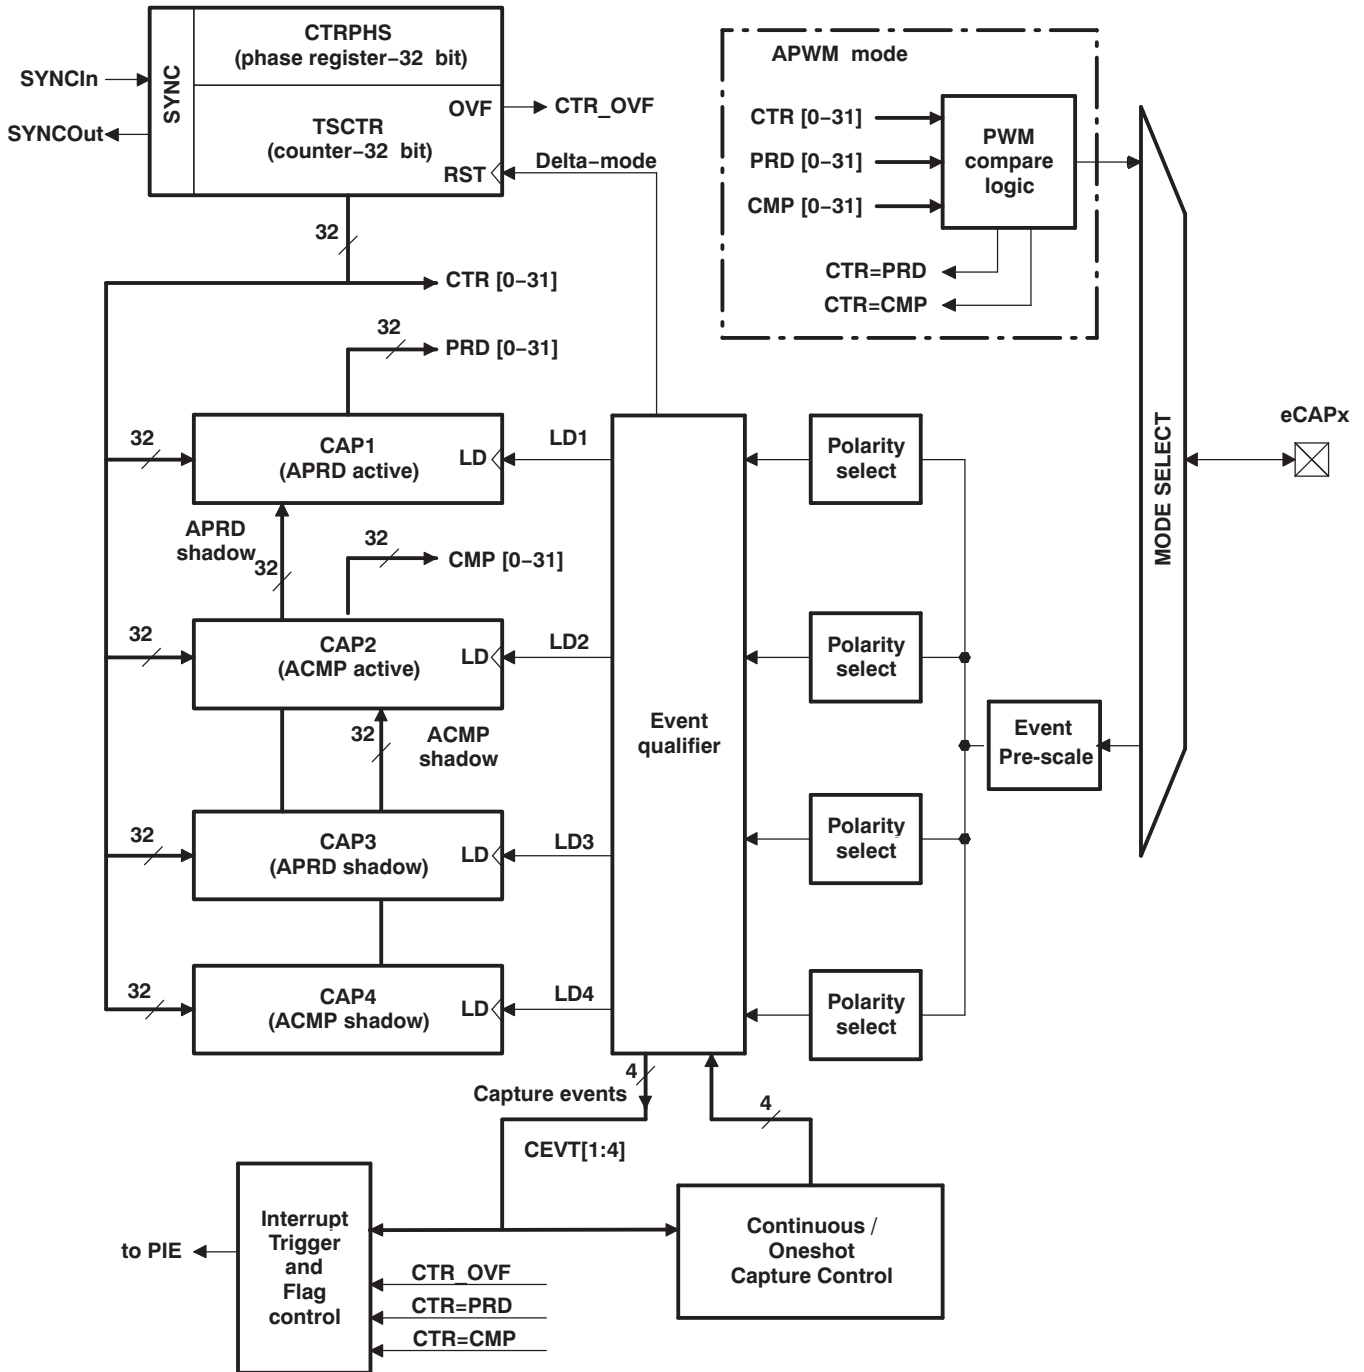 CTRPHS
(phase register−32 bit)
SYNC
SYNCIn
SYNCOut
TSCTR
(counter−32 bit)
OVF
CTR_OVF
RST
Delta−mode
32
CTR [0−31]
32
PRD [0−31]
APWM mode
CTR [0−31]
PRD [0−31]
CMP [0−31]
PWM
compare
logic
CTR=PRD
CTR=CMP
MODE SELECT
eCAPx
32
CAP1
(APRD active)
LD
LD1
Polarity
select
APRD
shadow
32
32
CMP [0−31]
32
CAP2
(ACMP active)
LD
LD2
Polarity
select
32
ACMP
shadow
Event
qualifier
Event
Pre-scale
32
CAP3
(APRD shadow)
LD
LD3
Polarity
select
32
CAP4
(ACMP shadow)
LD
LD4
Polarity
select
4
Capture events
4
CEVT[1:4]
to PIE
Interrupt
Trigger
and
Flag
control
CTR_OVF
CTR=PRD
CTR=CMP
Continuous /
Oneshot
Capture Control